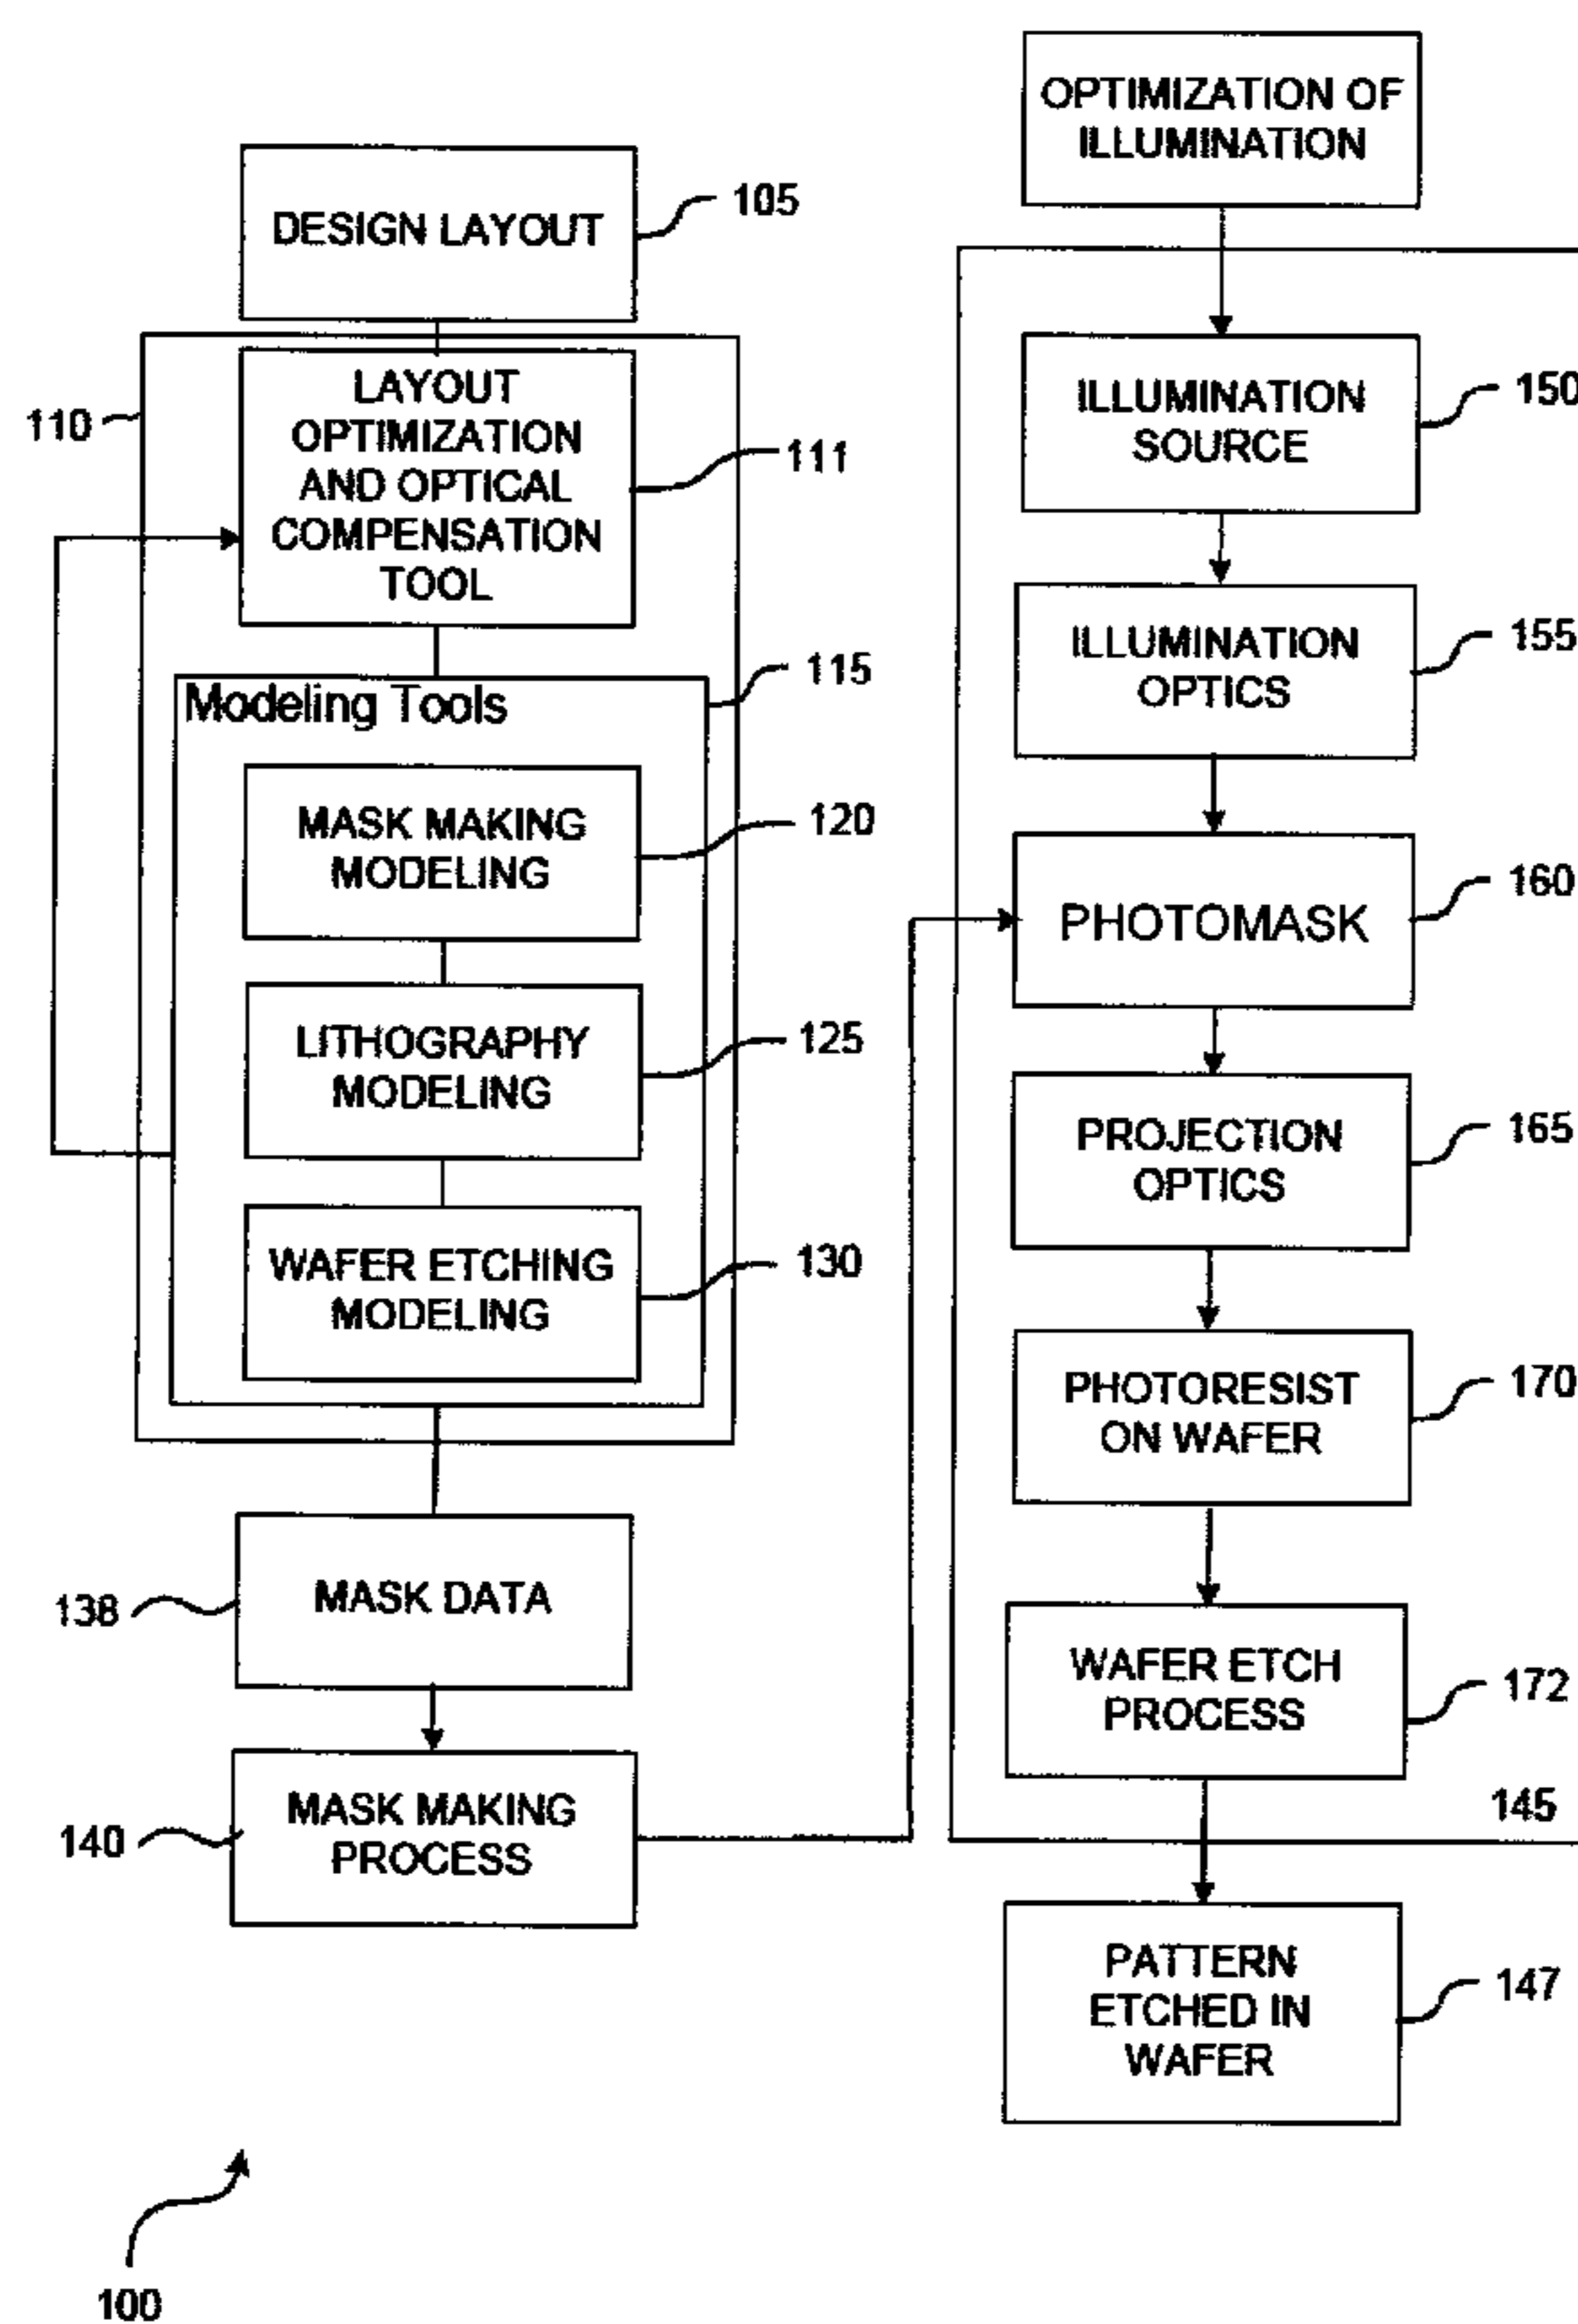 DESIGN LAYOUT
105
110
LAYOUT
OPTIMIZATION
AND OPTICAL
COMPENSATION
TOOL
111
Modeling Tools
115
MASK MAKING
MODELING
120
LITHOGRAPHY
MODELING
125
WAFER ETCHING
MODELING
130
138
MASK DATA
140
MASK MAKING
PROCESS
100
OPTIMIZATION OF
ILLUMINATION
ILLUMINATION
SOURCE
150
ILLUMINATION
OPTICS
155
PHOTOMASK
160
PROJECTION
OPTICS
165
PHOTORESIST
ON WAFER
170
WAFER ETCH
PROCESS
172
145
PATTERN
ETCHED IN
WAFER
147